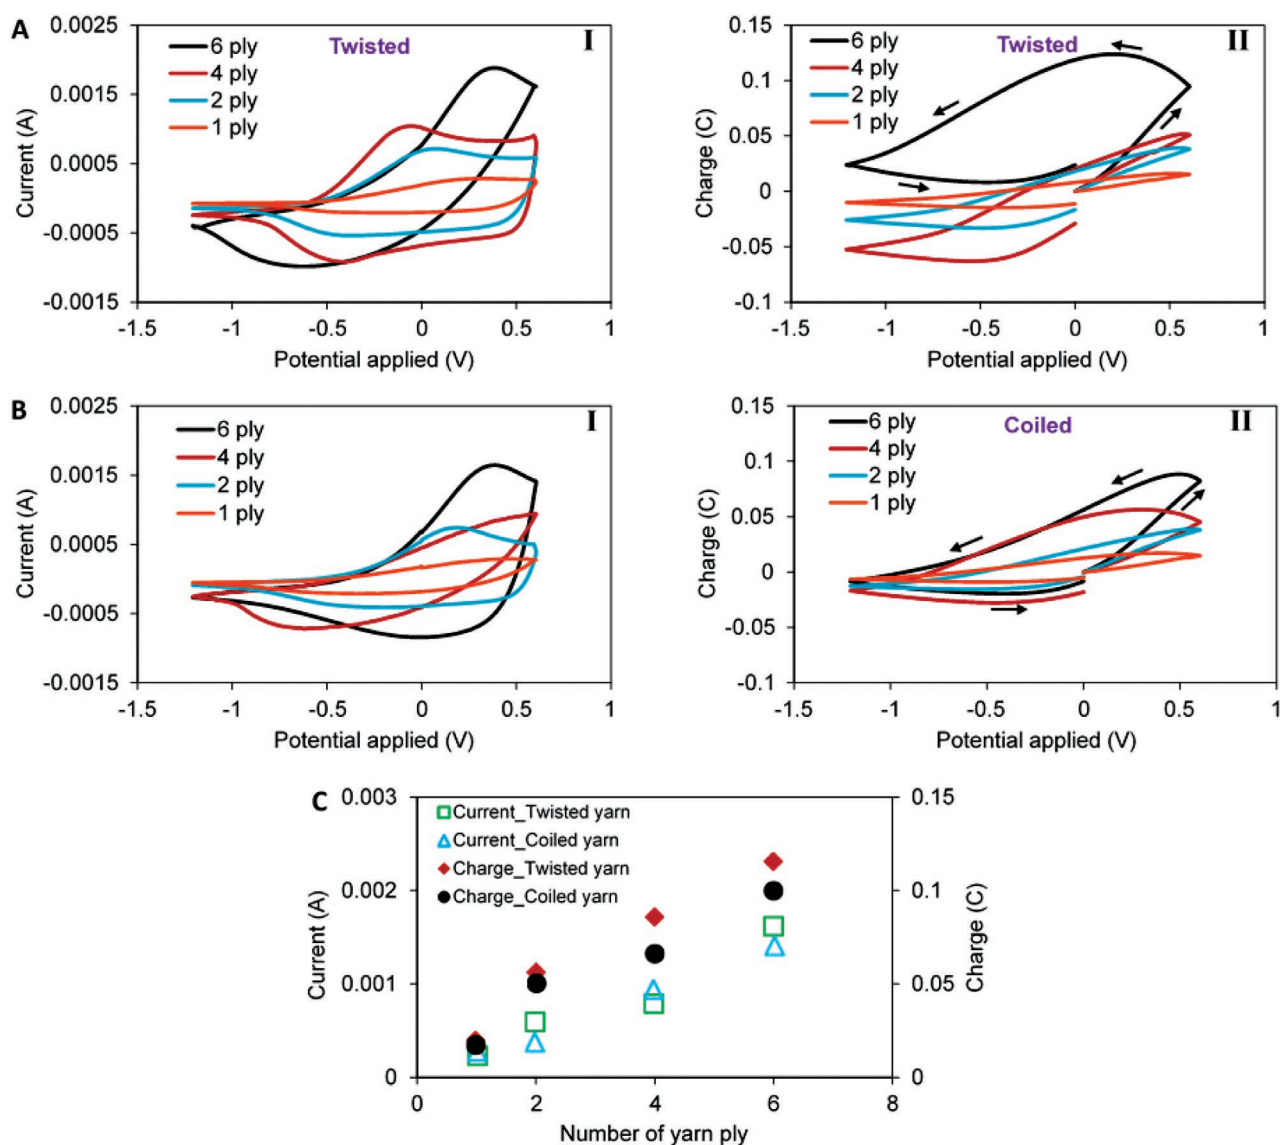 A
Twisted
I
6 ply
4 ply
2 ply
1 ply
Current (A)
0.0025
0.0015
0.0005
-0.0005
-0.0015
-1.5 -1 -0.5 0 0.5 1
Potential applied (V)
Twisted
II
6 ply
4 ply
2 ply
1 ply
Charge (C)
0.15
0.1
0.05
0
-0.05
-0.1
-1.5 -1 -0.5 0 0.5 1
Potential applied (V)
B
I
6 ply
4 ply
2 ply
1 ply
Current (A)
0.0025
0.0015
0.0005
-0.0005
-0.0015
-1.5 -1 -0.5 0 0.5 1
Potential applied (V)
Coiled
II
6 ply
4 ply
2 ply
1 ply
Charge (C)
0.15
0.1
0.05
0
-0.05
-0.1
-1.5 -1 -0.5 0 0.5 1
Potential applied (V)
C
Current_Twisted yarn
Current_Coiled yarn
Charge_Twisted yarn
Charge_Coiled yarn
Current (A)
0.003
0.002
0.001
0
Charge (C)
0.15
0.1
0.05
0
0 2 4 6 8
Number of yarn ply